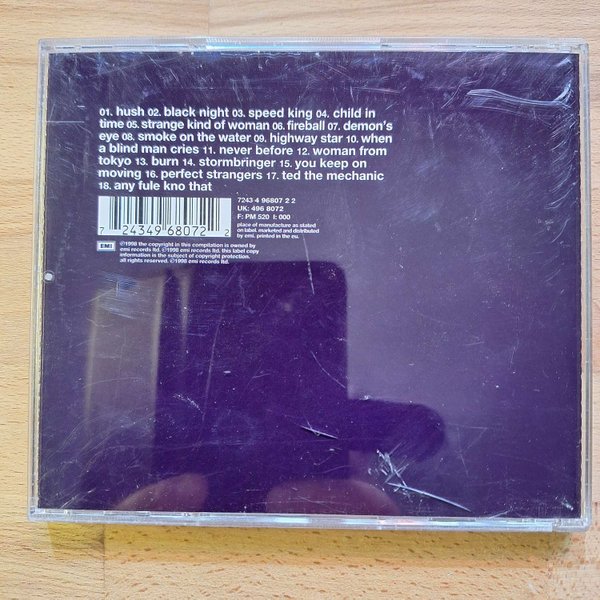 01. hush 02. black night 03. speed king 04. child in
time 05. strange kind of woman 06. fireball 07. demon's
eye 08. smoke on the water 09. highway star 10. when
a blind man cries 11. never before 12. woman from
tokyo 13. burn 14. stormbringer 15. you keep on
moving 16. perfect strangers 17. ted the mechanic
18. any fule kno that
7243 4 96807 2 2
UK: 496 8072
F: PM 520 I: 000
place of manufacture as stated
on label. marketed and distributed
by emi. printed in the eu.
7 24349 68072 2
EMI
℗1998 the copyright in this compilation is owned by
emi records ltd. ©1998 emi records ltd. this label copy
information is the subject of copyright protection.
all rights reserved. ©1998 emi records ltd.